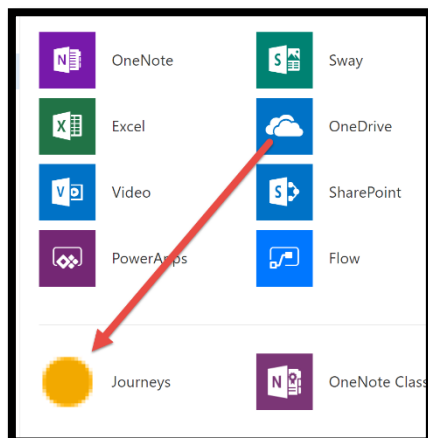 OneNote Sway
Excel OneDrive
Video SharePoint
PowerApps Flow
Journeys OneNote Class